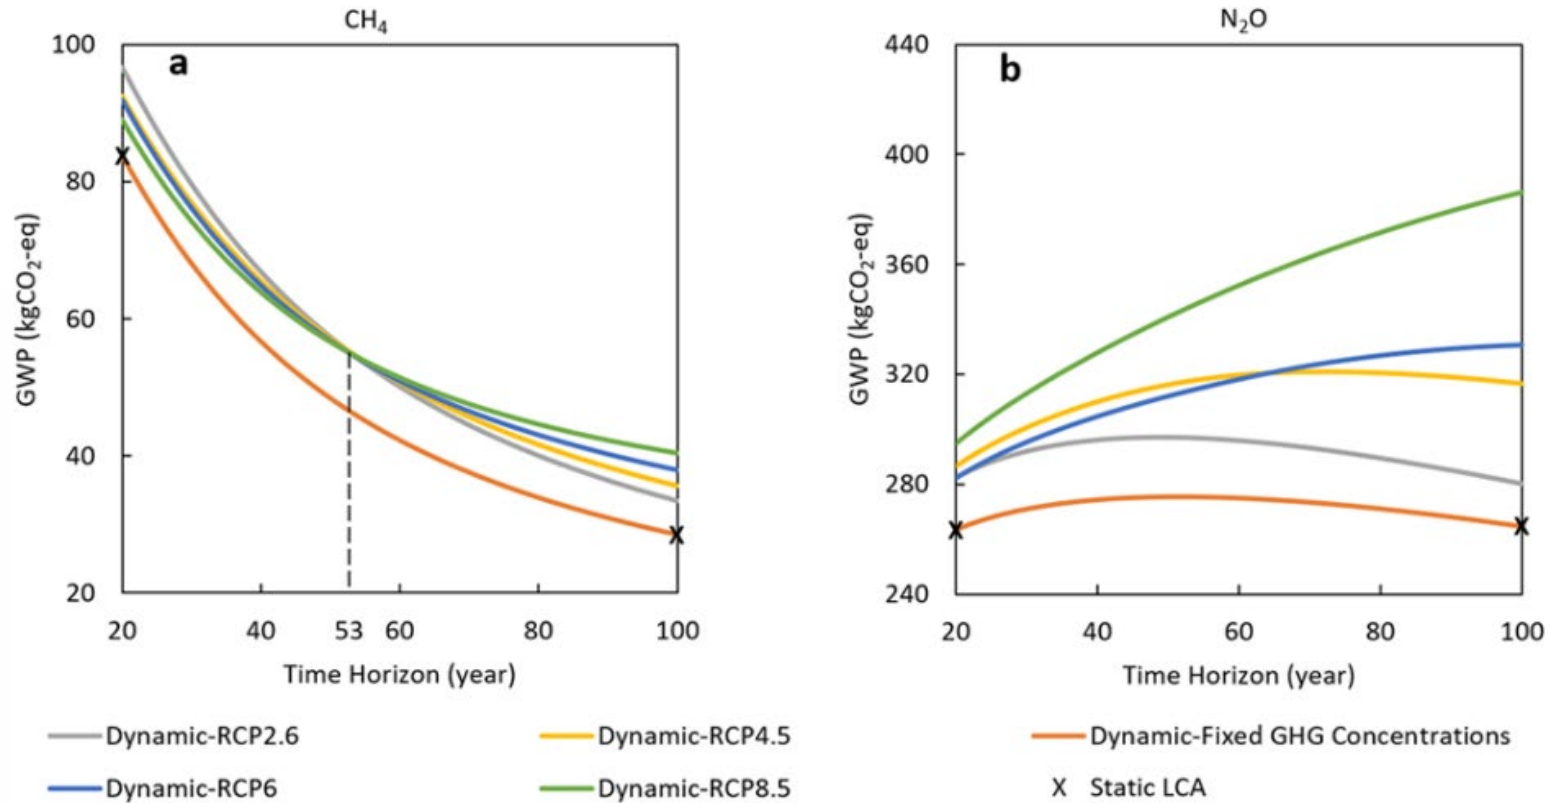 CH₄
a
100
80
60
40
20
GWP (kgCO₂-eq)
20 40 53 60 80 100
Time Horizon (year)
N₂O
b
440
400
360
320
280
240
GWP (kgCO₂-eq)
20 40 60 80 100
Time Horizon (year)
X
X
X
X
Dynamic-RCP2.6 Dynamic-RCP4.5 Dynamic-Fixed GHG Concentrations
Dynamic-RCP6 Dynamic-RCP8.5 X Static LCA